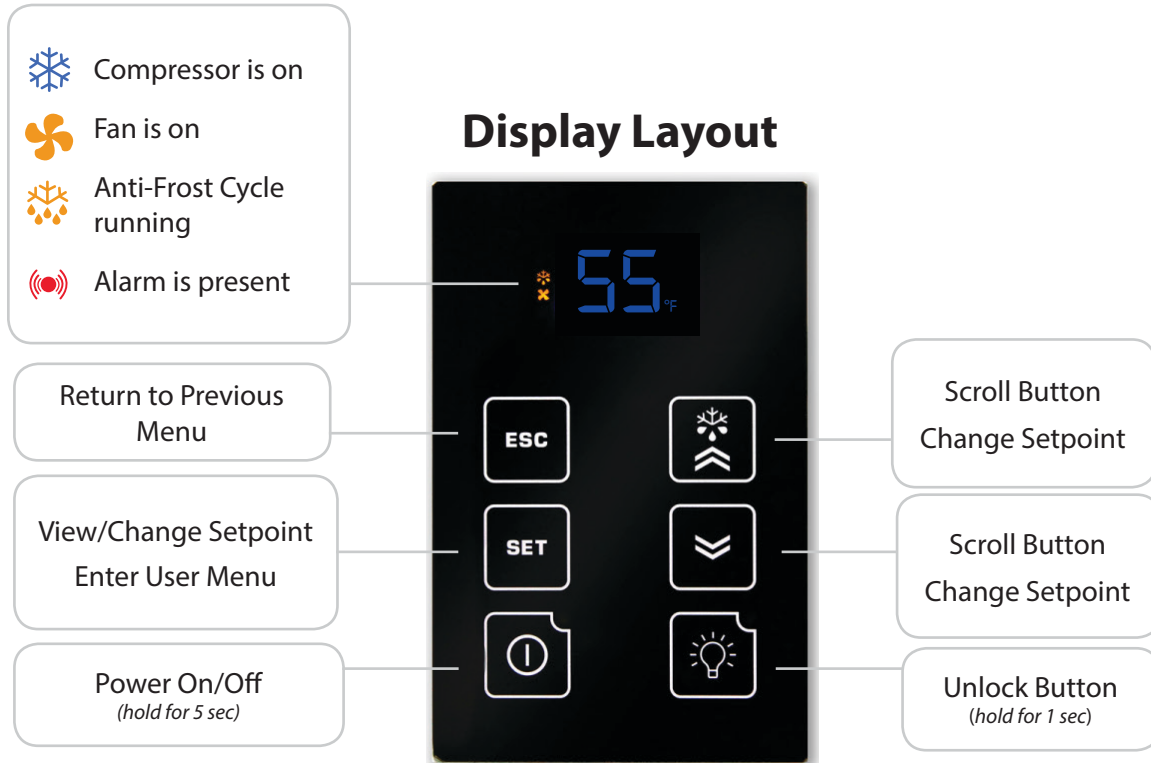 Compressor is on
Fan is on
Anti-Frost Cycle
running
Alarm is present
Display Layout
55 °F
Return to Previous
Menu
ESC
Scroll Button
Change Setpoint
View/Change Setpoint
Enter User Menu
SET
Scroll Button
Change Setpoint
Power On/Off
(hold for 5 sec)
Unlock Button
(hold for 1 sec)